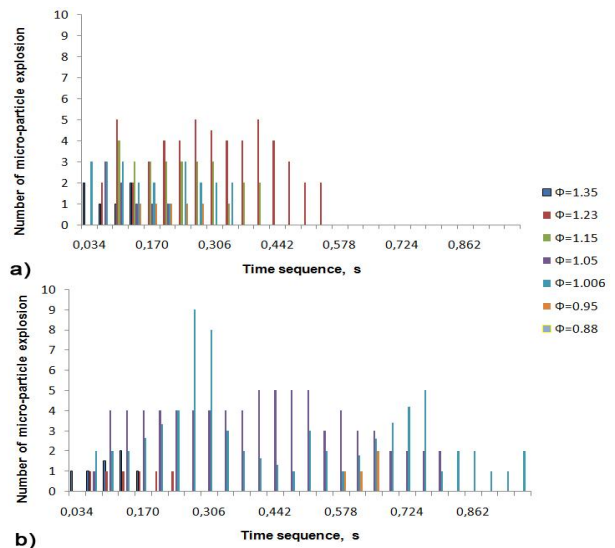 10
9
8
7
6
5
4
3
2
1
0
Number of micro-particle explosion
0,034 0,170 0,306 0,442 0,578 0,724 0,862
Time sequence, s
a)
Φ=1.35
Φ=1.23
Φ=1.15
Φ=1.05
Φ=1.006
Φ=0.95
Φ=0.88
10
9
8
7
6
5
4
3
2
1
0
Number of micro-particle explosion
0,034 0,170 0,306 0,442 0,578 0,724 0,862
Time sequence, s
b)